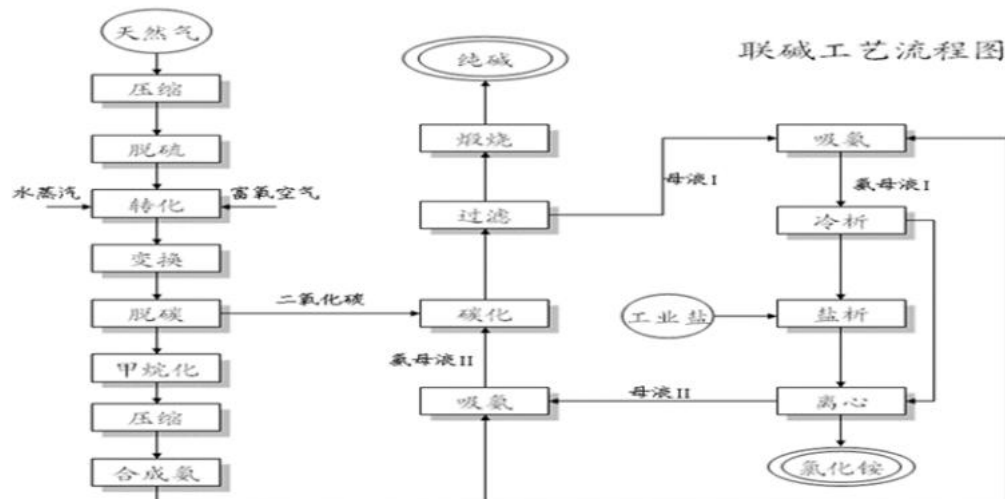 联碱工艺流程图
天然气
压缩
脱硫
水蒸汽
转化
富氧空气
变换
脱碳
二氧化碳
甲烷化
压缩
合成氨
纯碱
煅烧
过滤
母液I
碳化
氨母液II
吸氨
母液II
吸氨
氨母液I
冷析
工业盐
盐析
离心
氯化铵